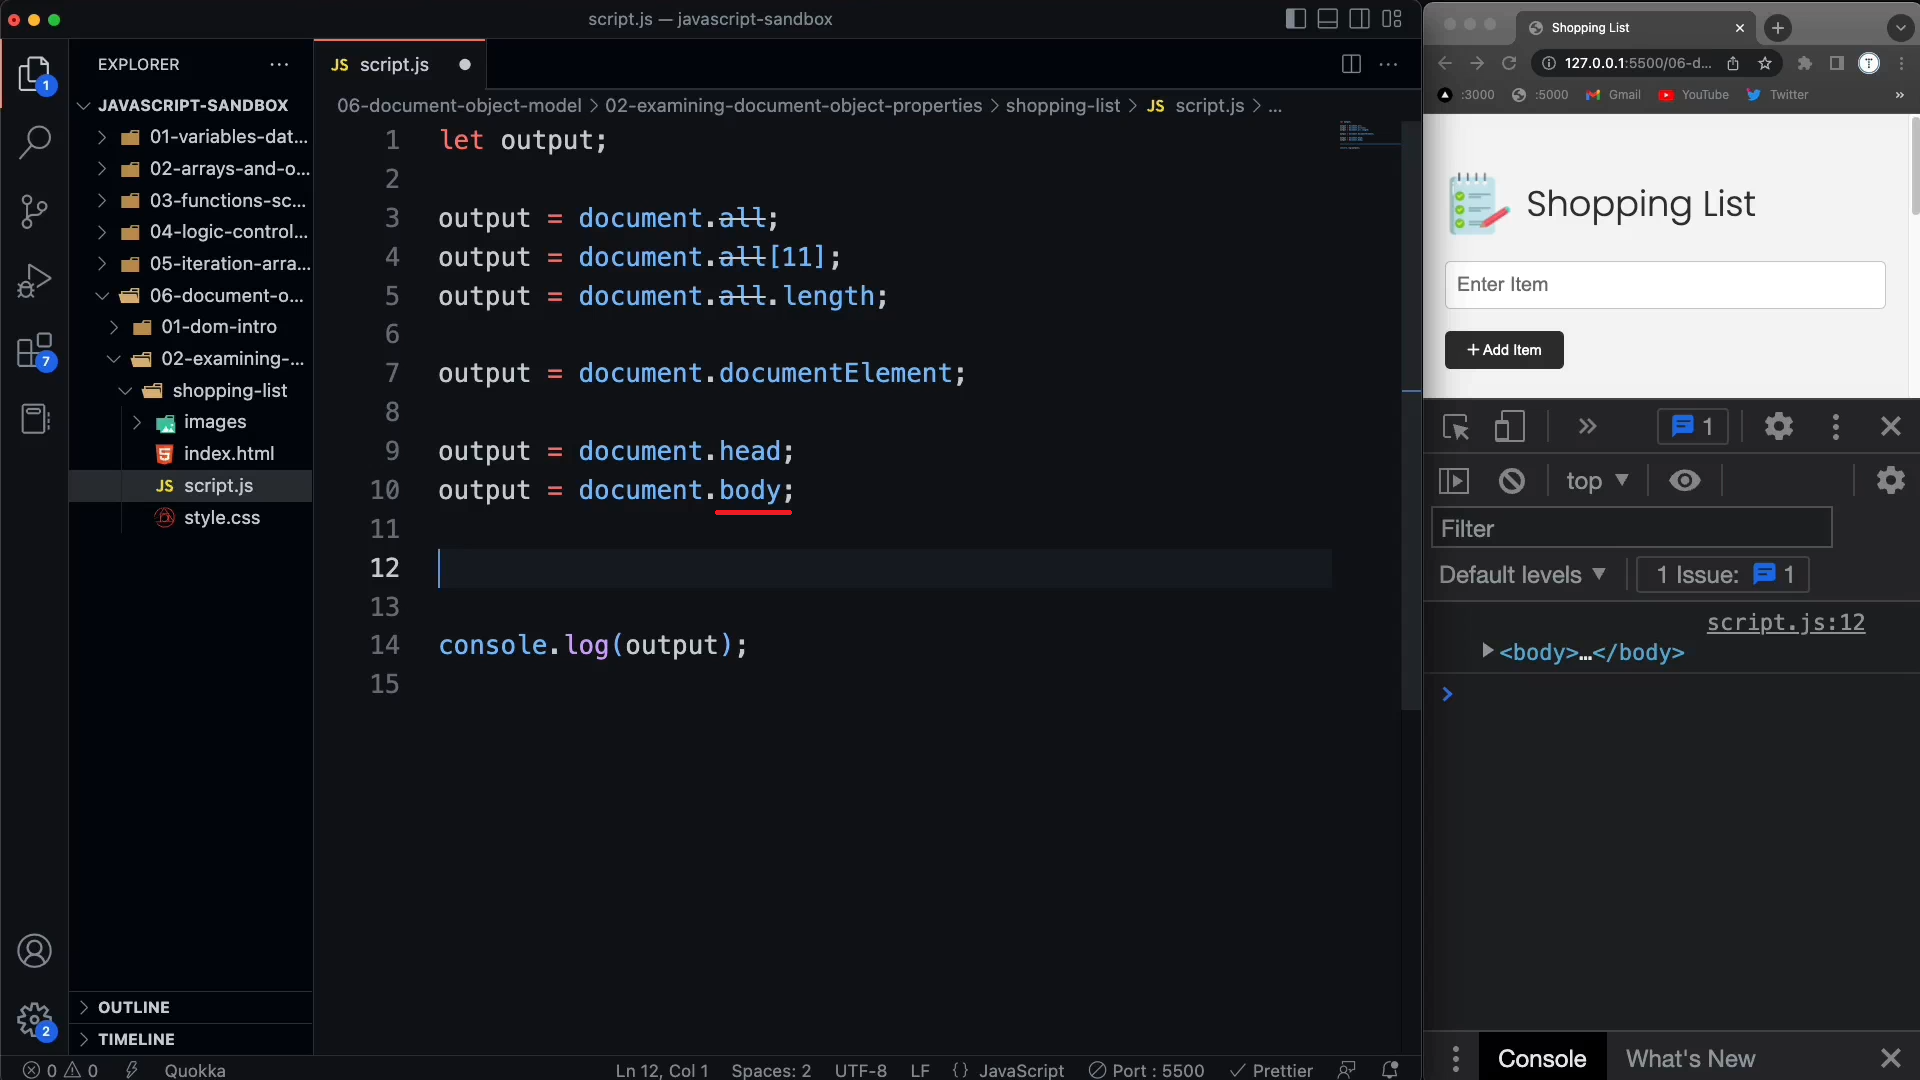 script.js — javascript-sandbox
EXPLORER
1
JAVASCRIPT-SANDBOX
01-variables-dat...
02-arrays-and-o...
03-functions-sc...
04-logic-control...
05-iteration-arra...
06-document-o...
01-dom-intro
02-examining-...
7
shopping-list
images
index.html
JS script.js
style.css
OUTLINE
2
TIMELINE
JS script.js
06-document-object-model > 02-examining-document-object-properties > shopping-list > JS script.js > ...
1 let output;
2
3 output = document.all;
4 output = document.all[11];
5 output = document.all.length;
6
7 output = document.documentElement;
8
9 output = document.head;
10 output = document.body;
11
12
13
14 console.log(output);
15
0 0 Quokka
Ln 12, Col 1 Spaces: 2 UTF-8 LF {} JavaScript Port : 5500 Prettier
Shopping List
127.0.0.1:5500/06-d...
T
:3000 :5000 Gmail YouTube Twitter »
Shopping List
Enter Item
+ Add Item
1
top
Filter
Default levels 1 Issue: 1
script.js:12
<body>…</body>
Console What's New